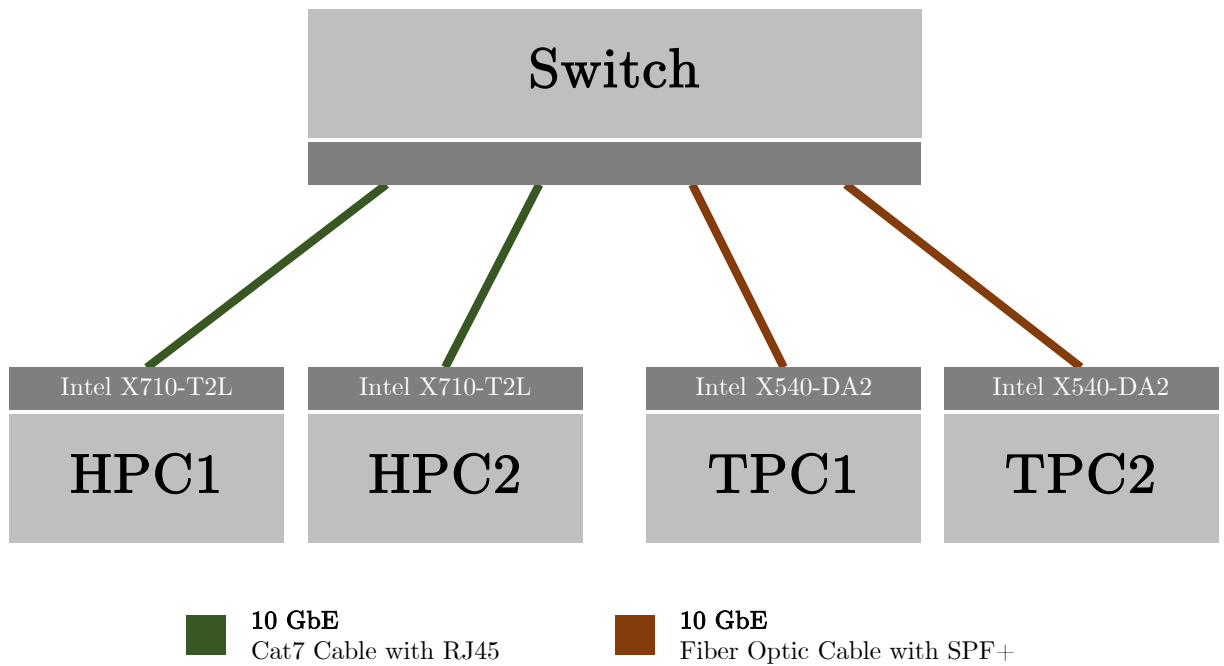 Switch
Intel X710-T2L
Intel X710-T2L
Intel X540-DA2
Intel X540-DA2
HPC1
HPC2
TPC1
TPC2
10 GbE
Cat7 Cable with RJ45
10 GbE
Fiber Optic Cable with SPF+